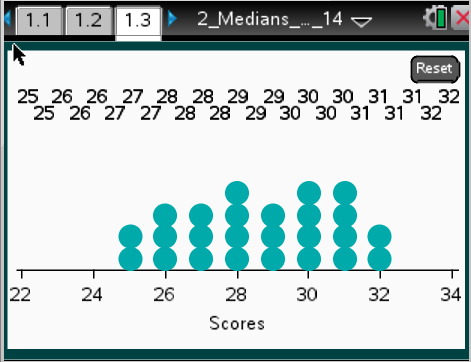 1.1 1.2 1.3 2_Medians_..._14
Reset
25 26 26 27 28 28 29 29 30 30 31 31 32
25 26 27 27 28 28 29 30 30 31 31 32
22 24 26 28 30 32 34
Scores